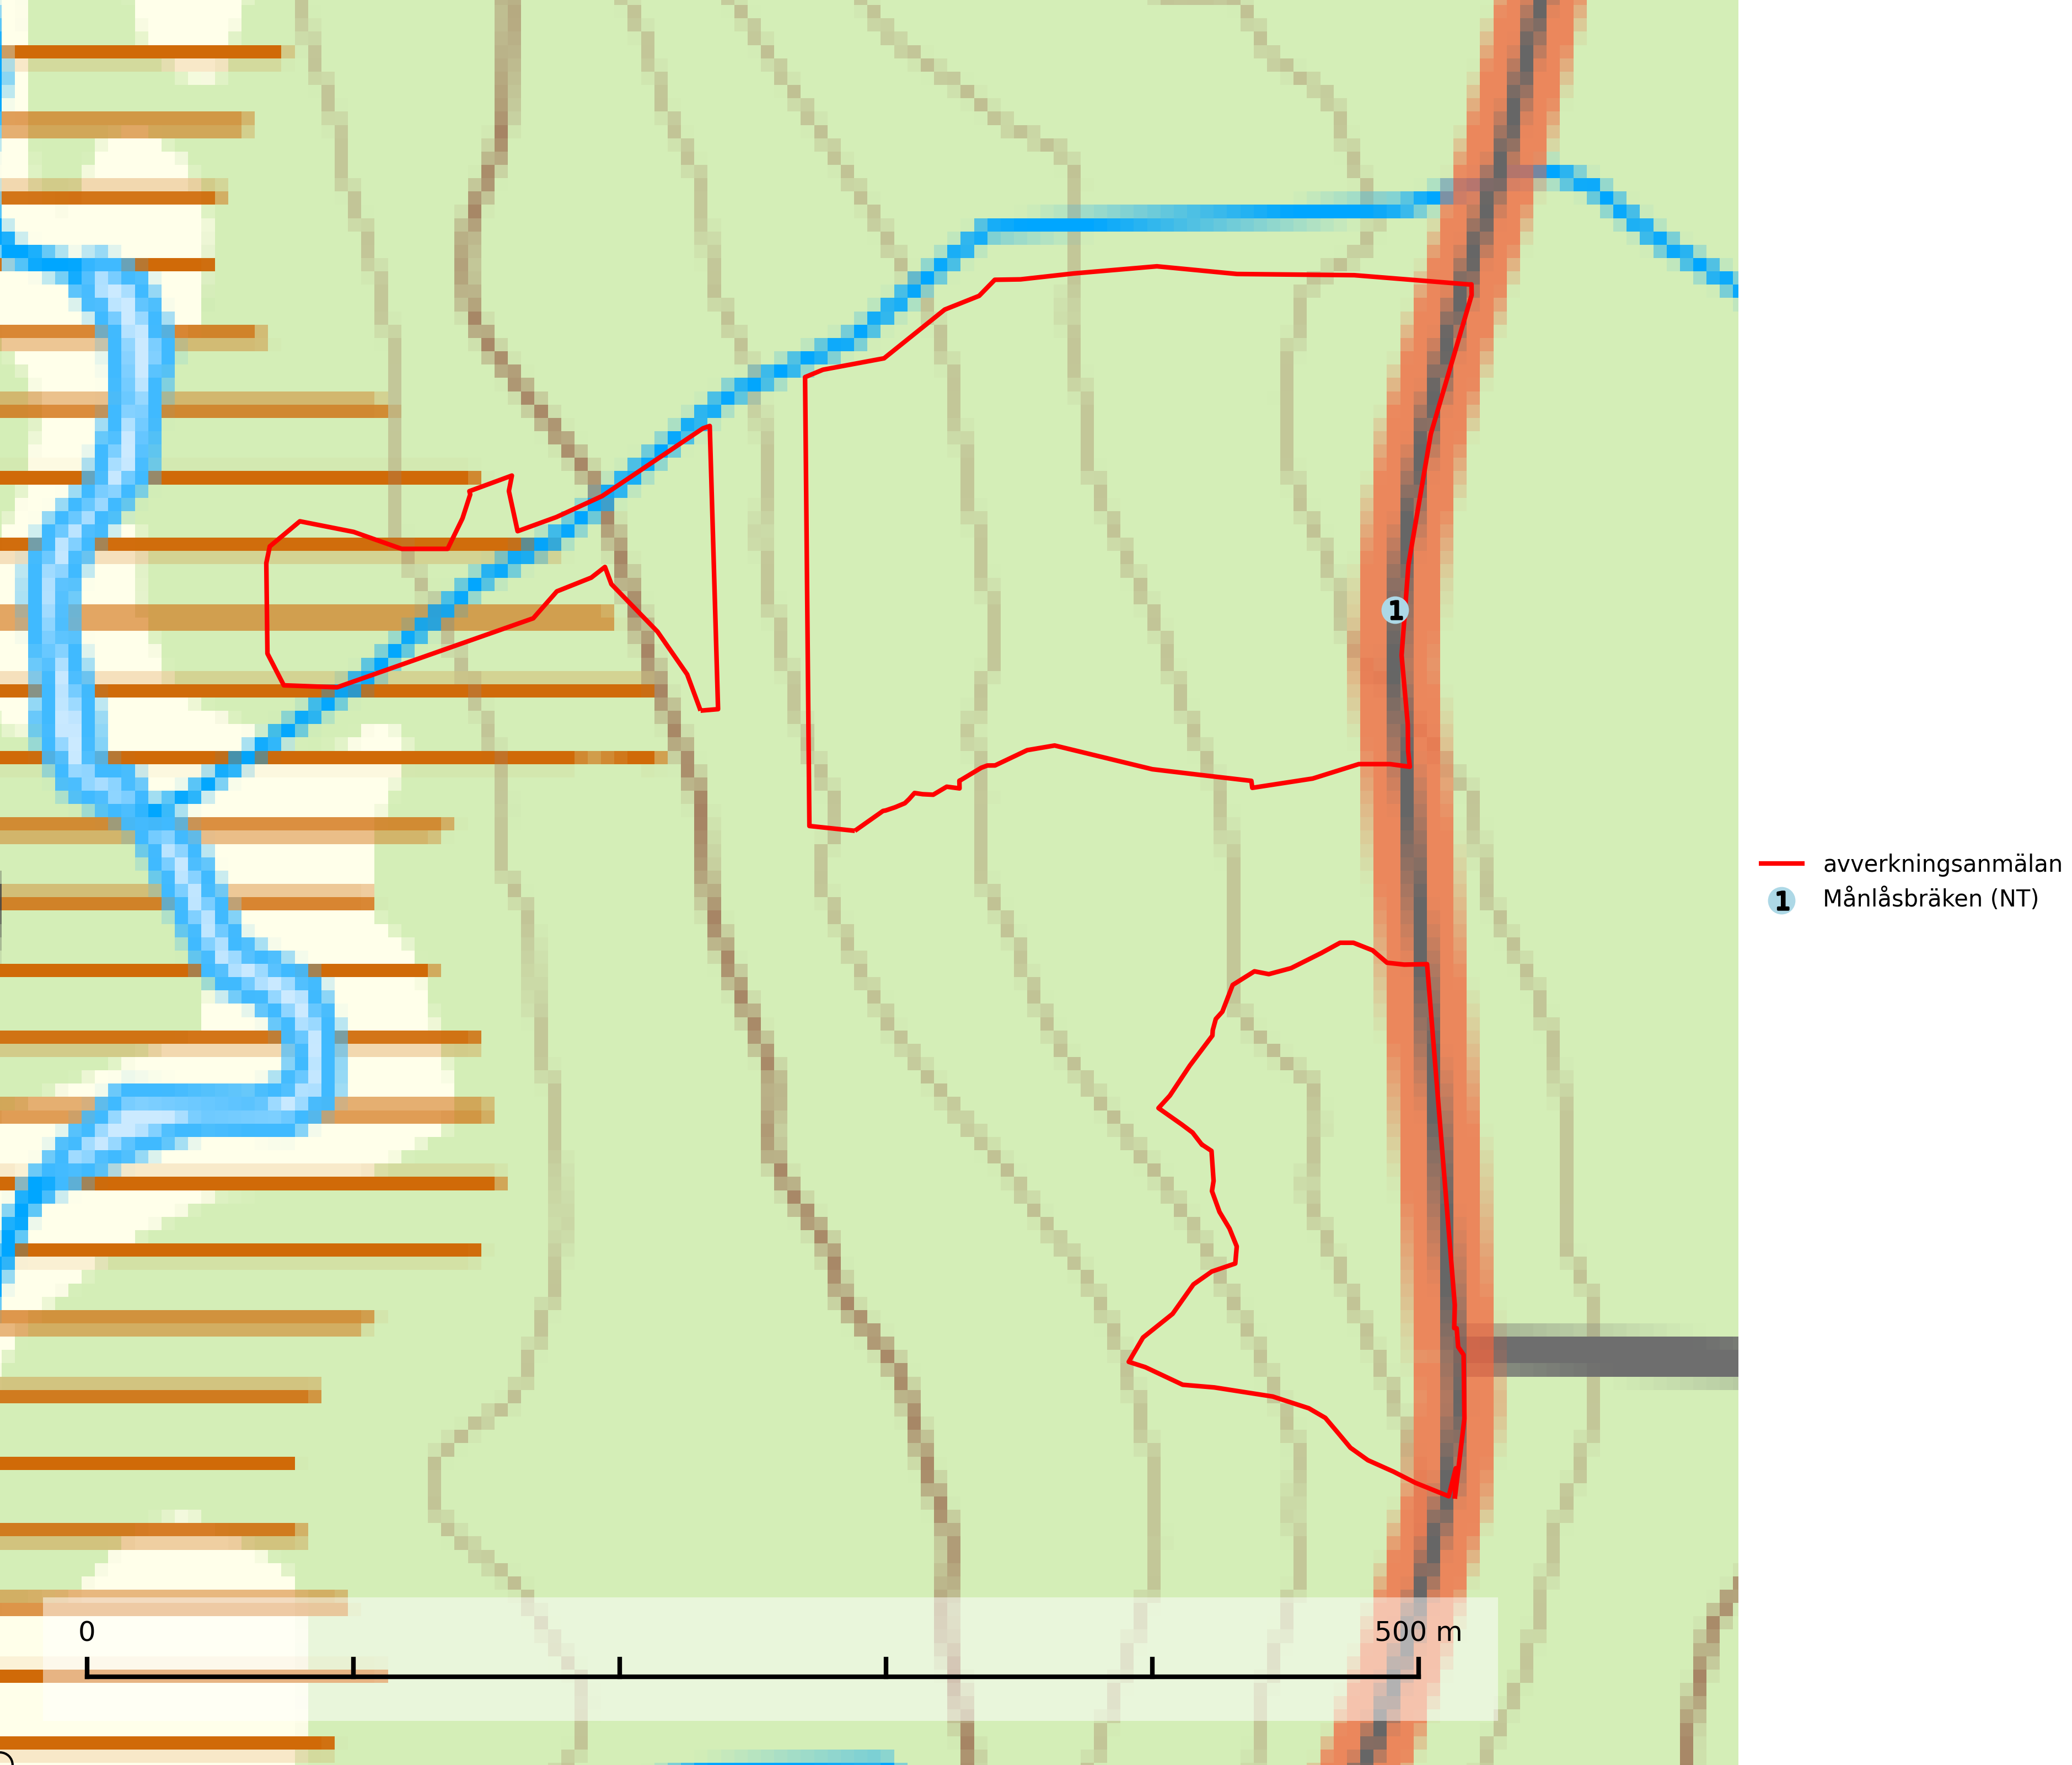 1
avverkningsanmälan
1 Månlåsbräken (NT)
0 500 m